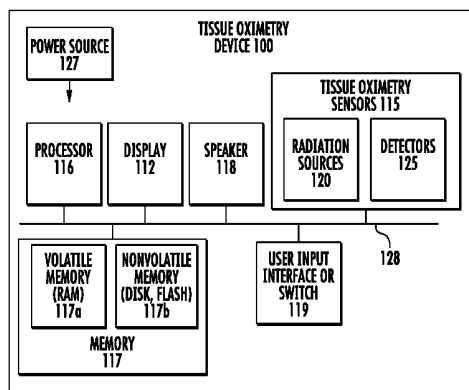 TISSUE OXIMETRY
DEVICE 100
POWER SOURCE
127
TISSUE OXIMETRY
SENSORS 115
PROCESSOR
116
DISPLAY
112
SPEAKER
118
RADIATION
SOURCES
120
DETECTORS
125
VOLATILE
MEMORY
(RAM)
117a
NONVOLATILE
MEMORY
(DISK, FLASH)
117b
MEMORY
117
USER INPUT
INTERFACE OR
SWITCH
119
128